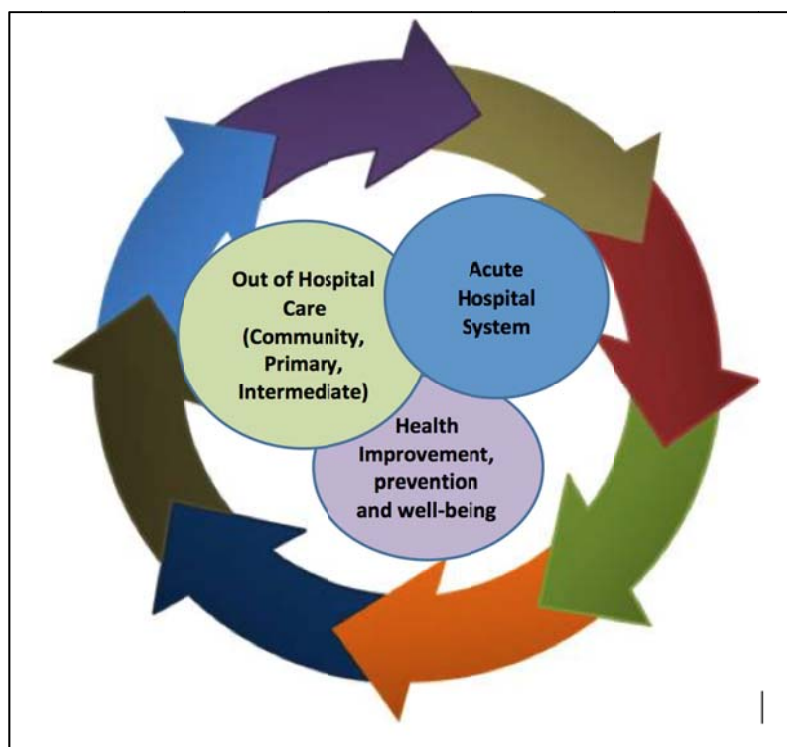 Out of Hospital
Care
(Community,
Primary,
Intermediate)
Acute
Hospital
System
Health
Improvement,
prevention
and well-being